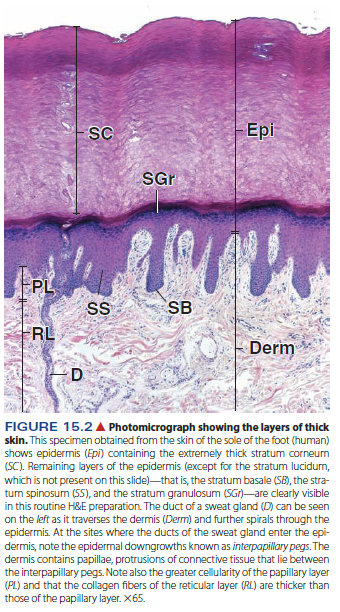 SC
Epi
SGr
PL
SS
SB
RL
Derm
D
FIGURE 15.2 ▲ Photomicrograph showing the layers of thick
skin. This specimen obtained from the skin of the sole of the foot (human)
shows epidermis (Epi) containing the extremely thick stratum corneum
(SC). Remaining layers of the epidermis (except for the stratum lucidum,
which is not present on this slide)—that is, the stratum basale (SB), the stra-
tum spinosum (SS), and the stratum granulosum (SGr)—are clearly visible
in this routine H&E preparation. The duct of a sweat gland (D) can be seen
on the left as it traverses the dermis (Derm) and further spirals through the
epidermis. At the sites where the ducts of the sweat gland enter the epi-
dermis, note the epidermal downgrowths known as interpapillary pegs. The
dermis contains papillae, protrusions of connective tissue that lie between
the interpapillary pegs. Note also the greater cellularity of the papillary layer
(PL) and that the collagen fibers of the reticular layer (RL) are thicker than
those of the papillary layer. ×65.